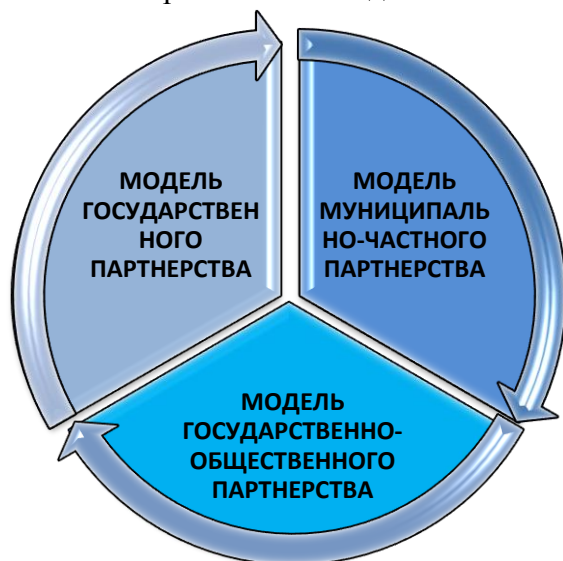 МОДЕЛЬ
ГОСУДАРСТВЕН
НОГО
ПАРТНЕРСТВА
МОДЕЛЬ
МУНИЦИПАЛЬ
НО-ЧАСТНОГО
ПАРТНЕРСТВА
МОДЕЛЬ
ГОСУДАРСТВЕННО-
ОБЩЕСТВЕННОГО
ПАРТНЕРСТВА